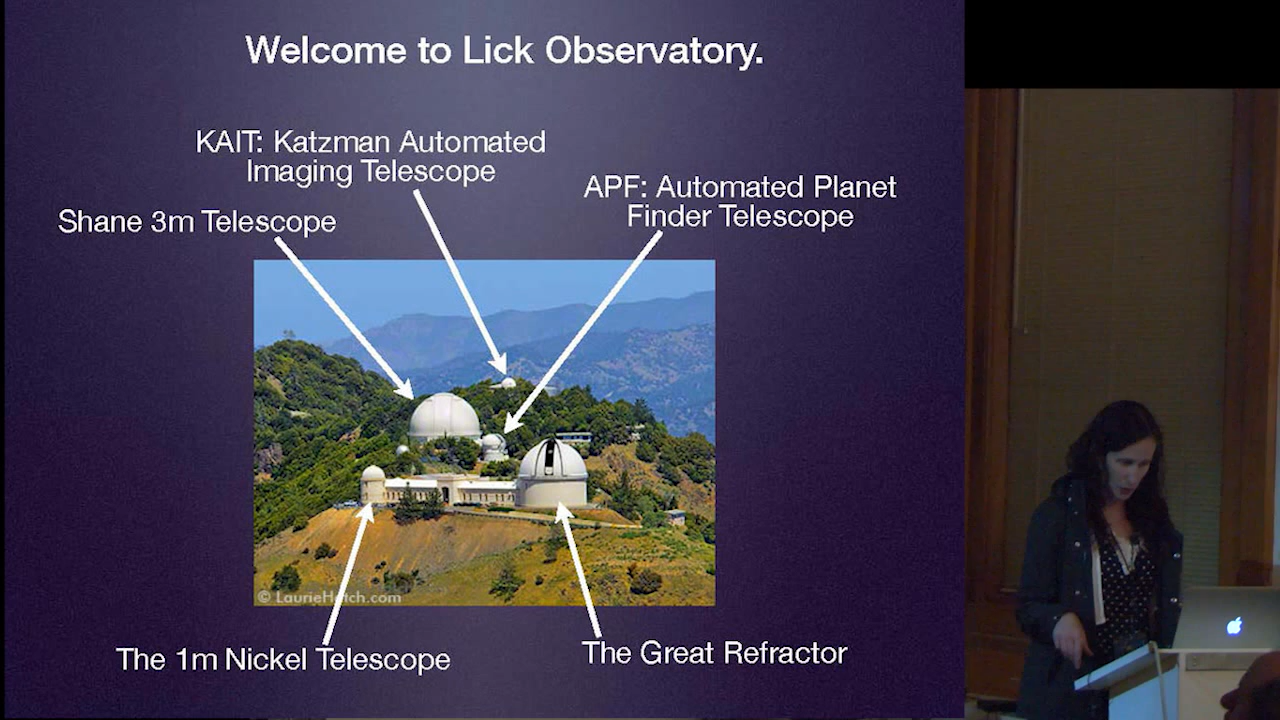 Welcome to Lick Observatory.
KAIT: Katzman Automated
Imaging Telescope
APF: Automated Planet
Finder Telescope
Shane 3m Telescope
© LaurieHatch.com
The 1m Nickel Telescope
The Great Refractor